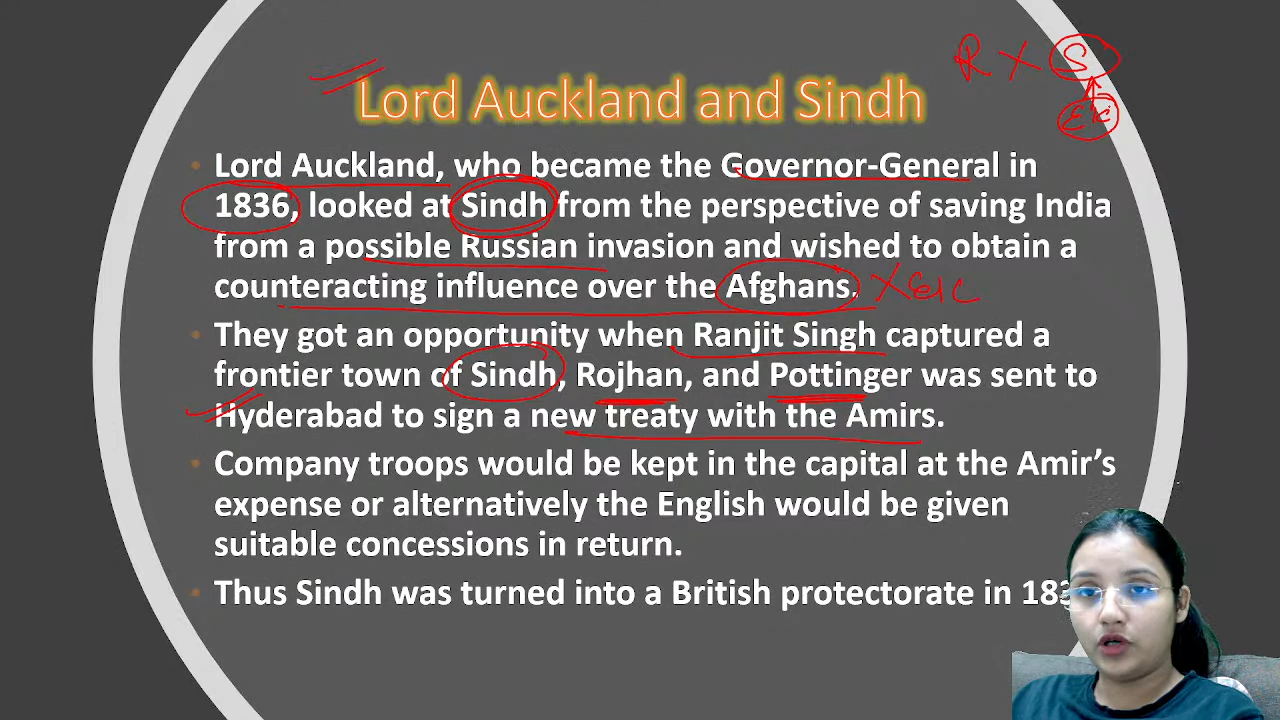 Lord Auckland and Sindh
R X S
EIC
• Lord Auckland, who became the Governor-General in
1836, looked at Sindh from the perspective of saving India
from a possible Russian invasion and wished to obtain a
counteracting influence over the Afghans. X EIC
• They got an opportunity when Ranjit Singh captured a
frontier town of Sindh, Rojhan, and Pottinger was sent to
Hyderabad to sign a new treaty with the Amirs.
• Company troops would be kept in the capital at the Amir’s
expense or alternatively the English would be given
suitable concessions in return.
• Thus Sindh was turned into a British protectorate in